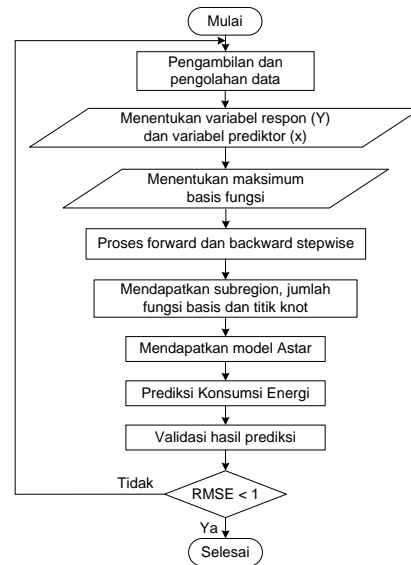 Mulai
Pengambilan dan
pengolahan data
Menentukan variabel respon (Y)
dan variabel prediktor (x)
Menentukan maksimum
basis fungsi
Proses forward dan backward stepwise
Mendapatkan subregion, jumlah
fungsi basis dan titik knot
Mendapatkan model Astar
Prediksi Konsumsi Energi
Validasi hasil prediksi
Tidak
RMSE < 1
Ya
Selesai